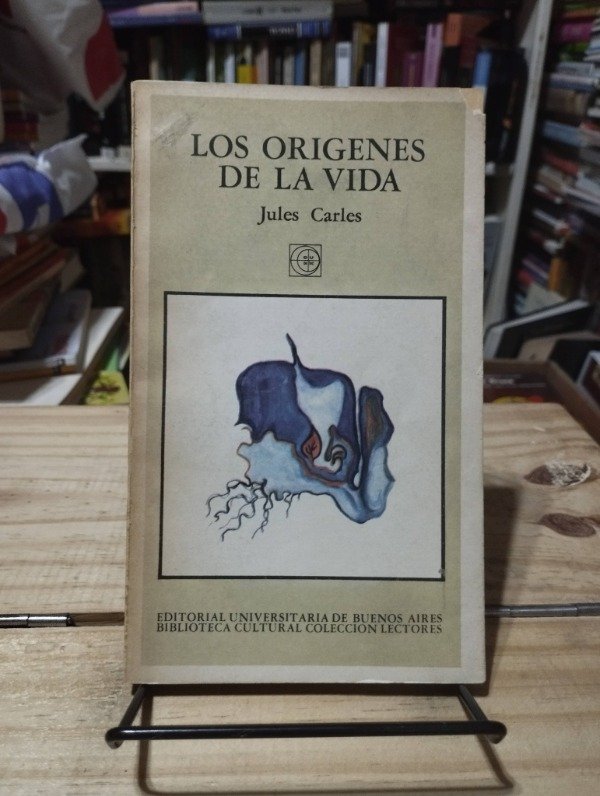 LOS ORIGENES
DE LA VIDA
Jules Carles
EDITORIAL UNIVERSITARIA DE BUENOS AIRES
BIBLIOTECA CULTURAL COLECCION LECTORES